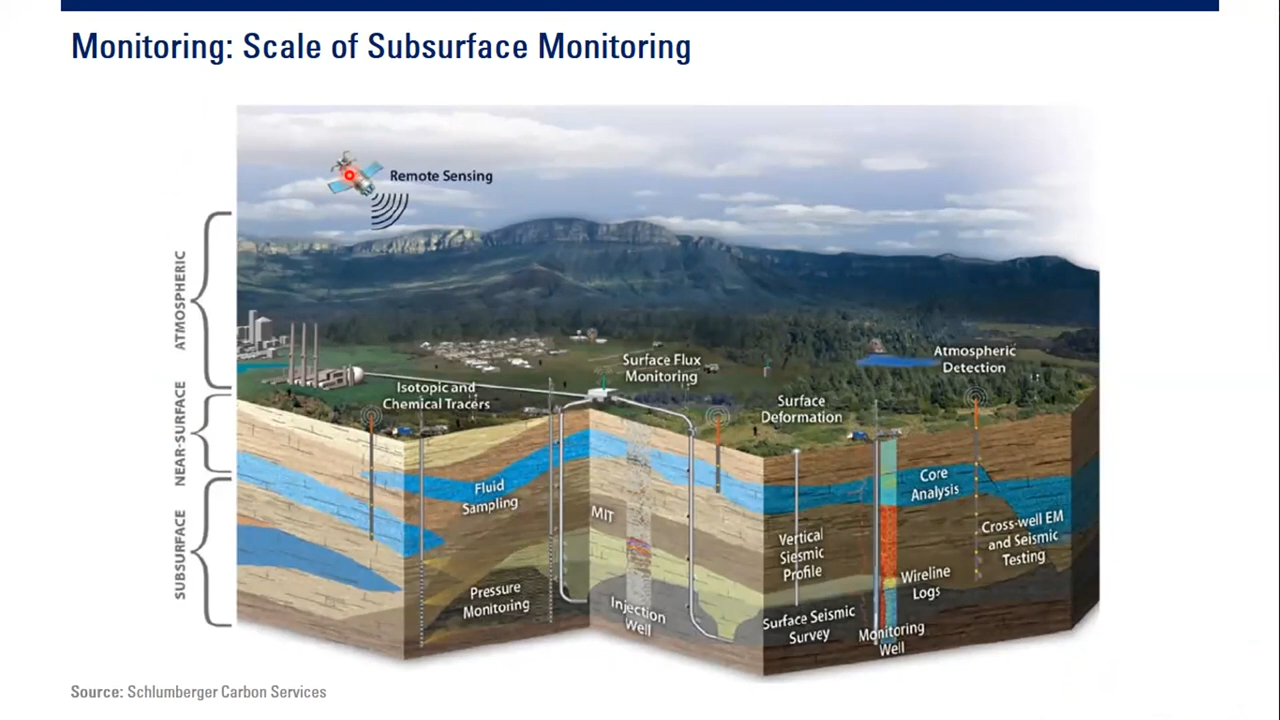 Monitoring: Scale of Subsurface Monitoring
Remote Sensing
ATMOSPHERIC
NEAR-SURFACE
SUBSURFACE
Surface Flux
Monitoring
Atmospheric
Detection
Isotopic and
Chemical Tracers
Surface
Deformation
Fluid
Sampling
Core
Analysis
MIT
Vertical
Siesmic
Profile
Cross-well EM
and Seismic
Testing
Pressure
Monitoring
Injection
Well
Wireline
Logs
Surface Seismic
Survey
Monitoring
Well
Source: Schlumberger Carbon Services